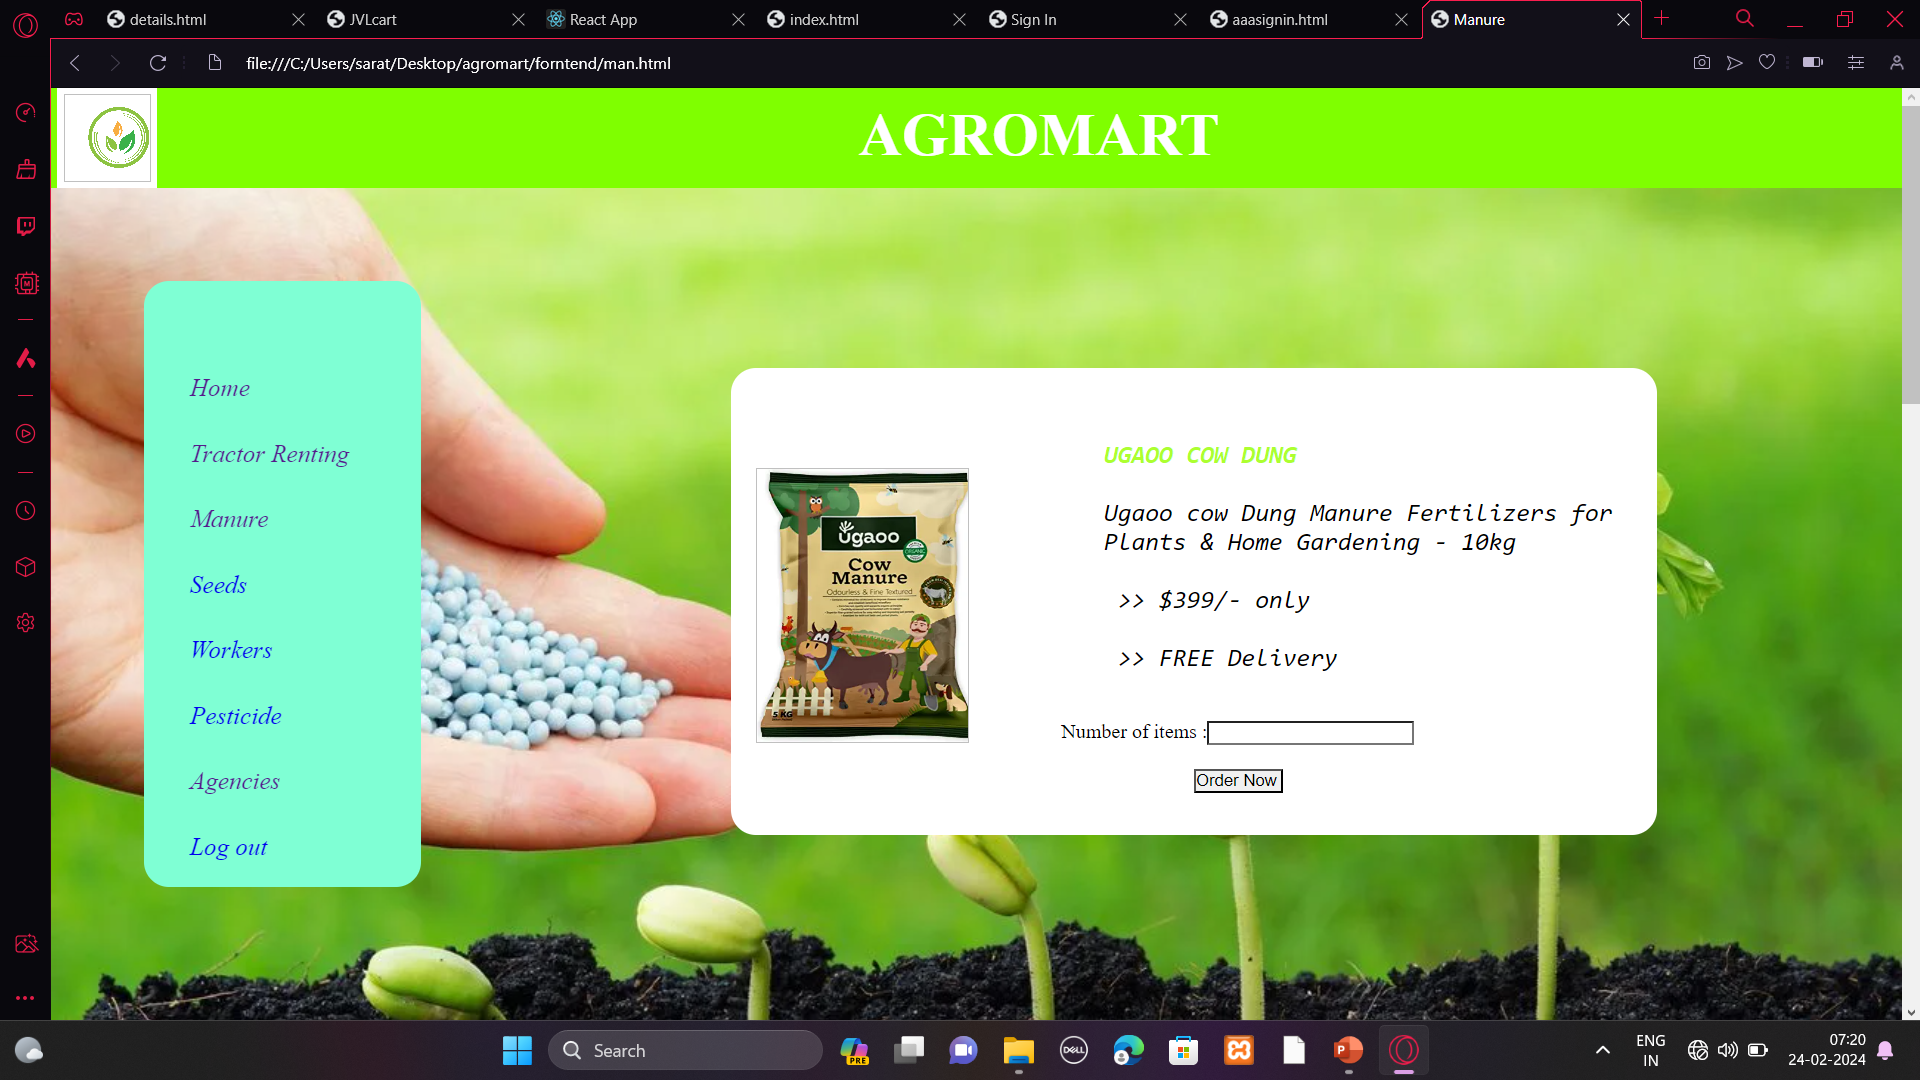 details.html
JVLcart
React App
index.html
Sign In
aaasignin.html
Manure
file:///C:/Users/sarat/Desktop/agromart/forntend/man.html
AGROMART
Home
Tractor Renting
Manure
Seeds
Workers
Pesticide
Agencies
Log out
ugaoo
ORGANIC
Cow
Manure
Odourless & Fine Textured
5 KG
UGAOO COW DUNG
Ugaoo cow Dung Manure Fertilizers for
Plants & Home Gardening - 10kg
>> $399/- only
>> FREE Delivery
Number of items :
Order Now
Search
PRE
DELL
P
ENG
IN
07:20
24-02-2024